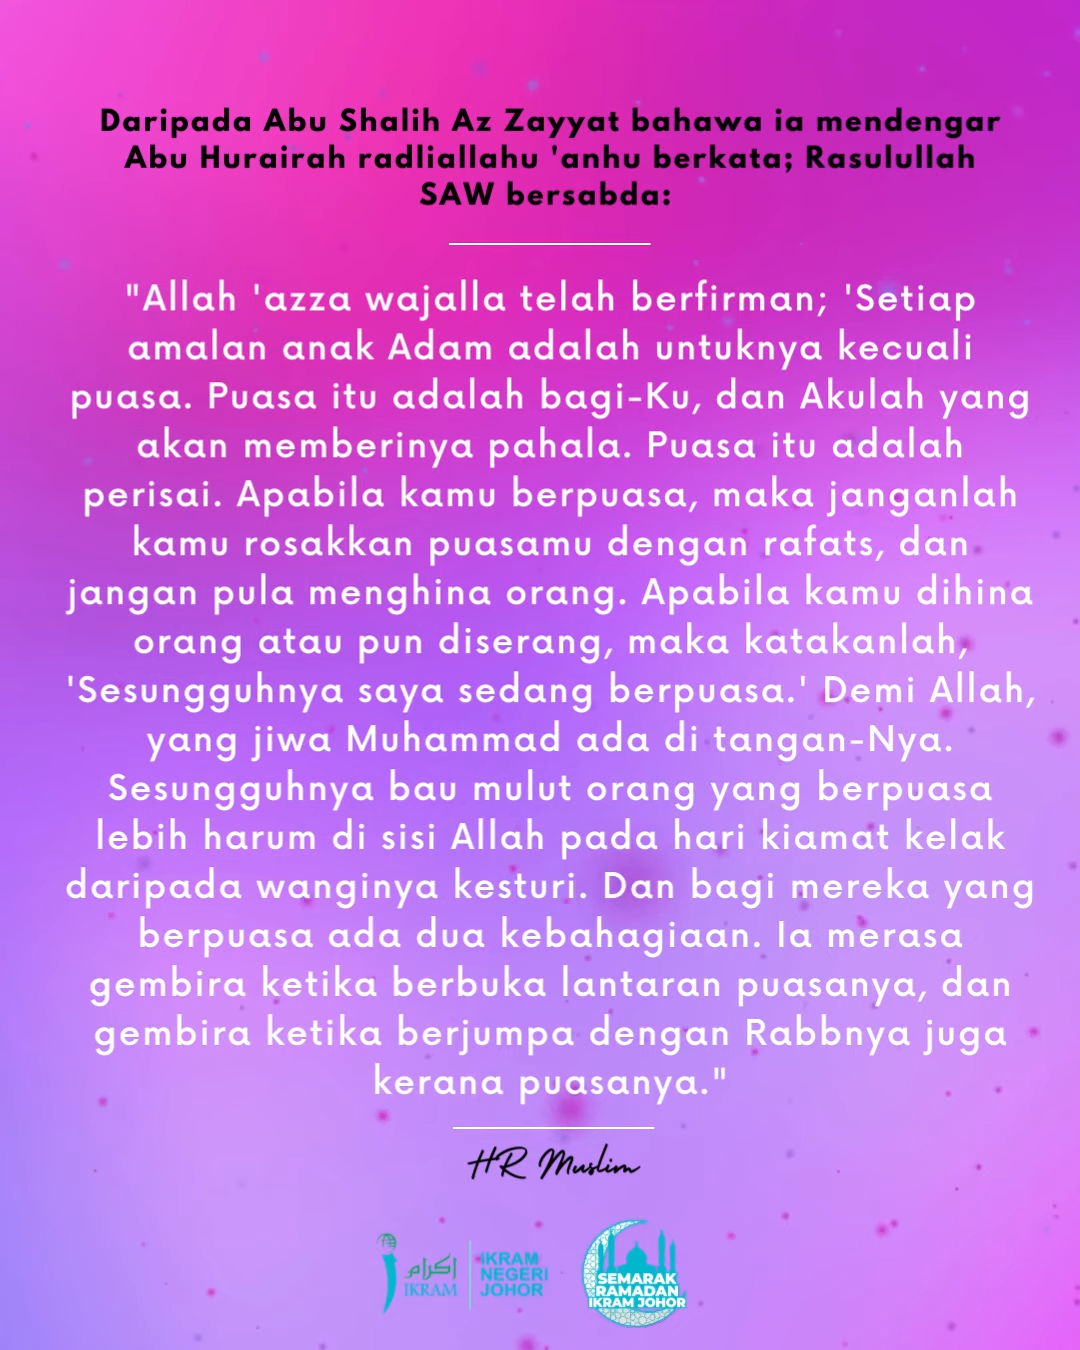 Daripada Abu Shalih Az Zayyat bahawa ia mendengar
Abu Hurairah radliallahu 'anhu berkata; Rasulullah
SAW bersabda:
"Allah 'azza wajalla telah berfirman; 'Setiap
amalan anak Adam adalah untuknya kecuali
puasa. Puasa itu adalah bagi-Ku, dan Akulah yang
akan memberinya pahala. Puasa itu adalah
perisai. Apabila kamu berpuasa, maka janganlah
kamu rosakkan puasamu dengan rafats, dan
jangan pula menghina orang. Apabila kamu dihina
orang atau pun diserang, maka katakanlah,
'Sesungguhnya saya sedang berpuasa.' Demi Allah,
yang jiwa Muhammad ada di tangan-Nya.
Sesungguhnya bau mulut orang yang berpuasa
lebih harum di sisi Allah pada hari kiamat kelak
daripada wanginya kesturi. Dan bagi mereka yang
berpuasa ada dua kebahagiaan. Ia merasa
gembira ketika berbuka lantaran puasanya, dan
gembira ketika berjumpa dengan Rabbnya juga
kerana puasanya."
HR Muslim
اكرام
IKRAM
IKRAM
NEGERI
JOHOR
SEMARAK
RAMADAN
IKRAM JOHOR